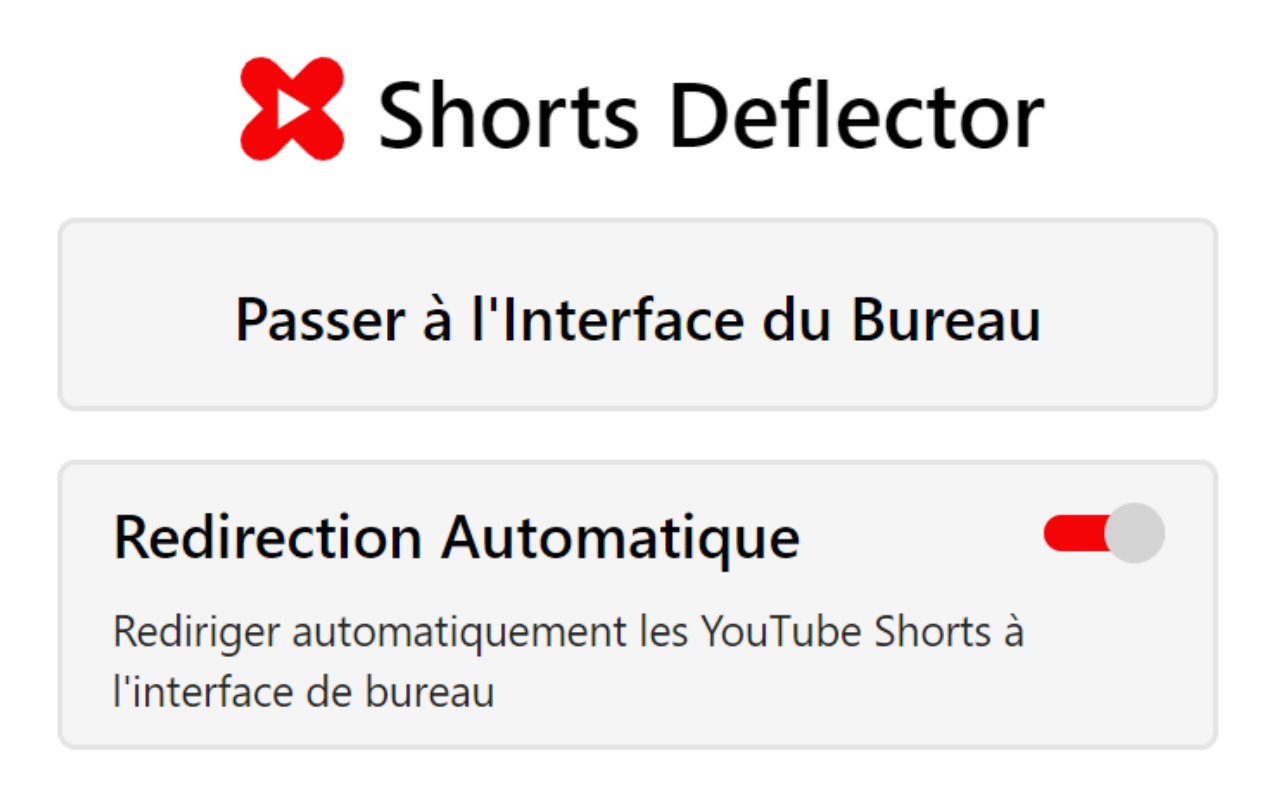 Shorts Deflector
Passer à l'Interface du Bureau
Redirection Automatique
Rediriger automatiquement les YouTube Shorts à
l'interface de bureau